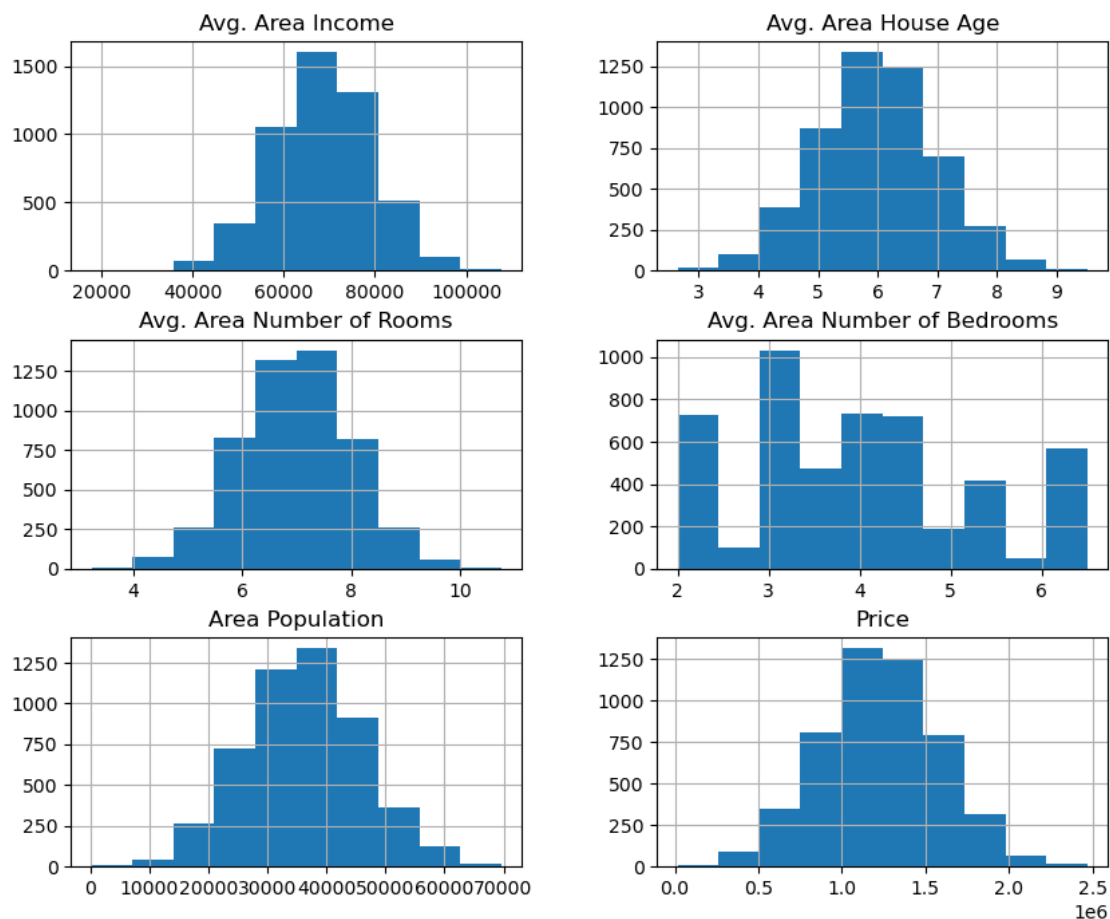 Avg. Area Income
1500
1000
500
0
20000 40000 60000 80000 100000
Avg. Area House Age
1250
1000
750
500
250
0
3 4 5 6 7 8 9
Avg. Area Number of Rooms
1250
1000
750
500
250
0
4 6 8 10
Avg. Area Number of Bedrooms
1000
800
600
400
200
0
2 3 4 5 6
Area Population
1250
1000
750
500
250
0
0 10000 20000 30000 40000 50000 60000 70000
Price
1250
1000
750
500
250
0
0.0 0.5 1.0 1.5 2.0 2.5
1e6